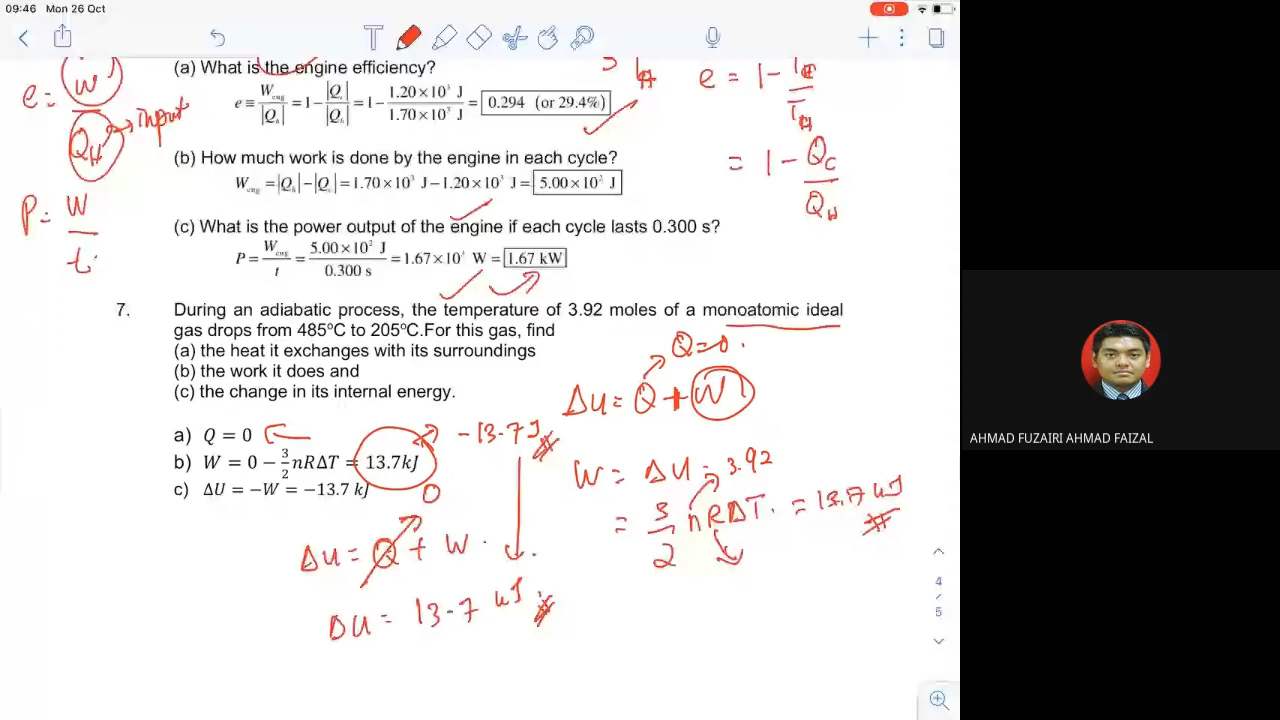 09:46 Mon 26 Oct
(a) What is the engine efficiency?
e ≡ W_eng / |Q_h| = 1 − |Q_c| / |Q_h| = 1 − 1.20×10³ J / 1.70×10³ J = 0.294 (or 29.4%)
e = W / Q_H → input
e = 1 - T_C / T_H
= 1 - Q_C / Q_H
(b) How much work is done by the engine in each cycle?
W_eng = |Q_h| − |Q_c| = 1.70×10³ J − 1.20×10³ J = 5.00×10² J
P = W / t
(c) What is the power output of the engine if each cycle lasts 0.300 s?
P = W_eng / t = 5.00×10² J / 0.300 s = 1.67×10³ W = 1.67 kW
7. During an adiabatic process, the temperature of 3.92 moles of a monoatomic ideal
gas drops from 485°C to 205°C.For this gas, find
(a) the heat it exchanges with its surroundings
(b) the work it does and
(c) the change in its internal energy.
Q=0.
ΔU = Q + W
a) Q = 0
b) W = 0 − 3/2 nRΔT = 13.7kJ
-13.7J
c) ΔU = −W = −13.7 kJ
0
W = ΔU = 3.92
= 3/2 nRΔT. = 13.7 kJ
ΔU = Q + W
ΔU = 13.7 kJ
4
/
5
AHMAD FUZAIRI AHMAD FAIZAL